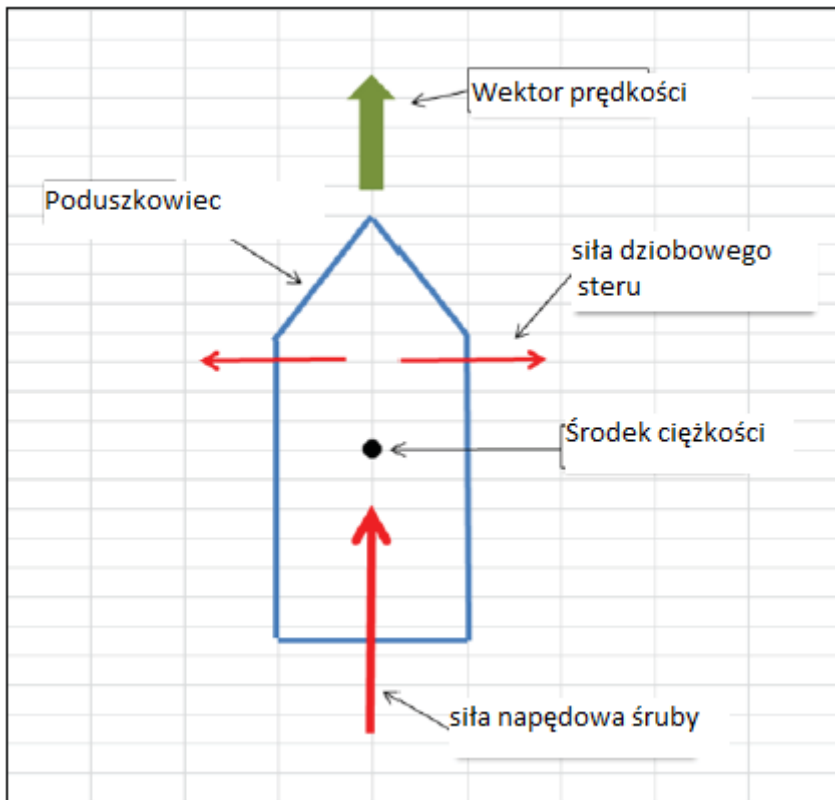 Wektor prędkości
Poduszkowiec
siła dziobowego
steru
Środek ciężkości
siła napędowa śruby